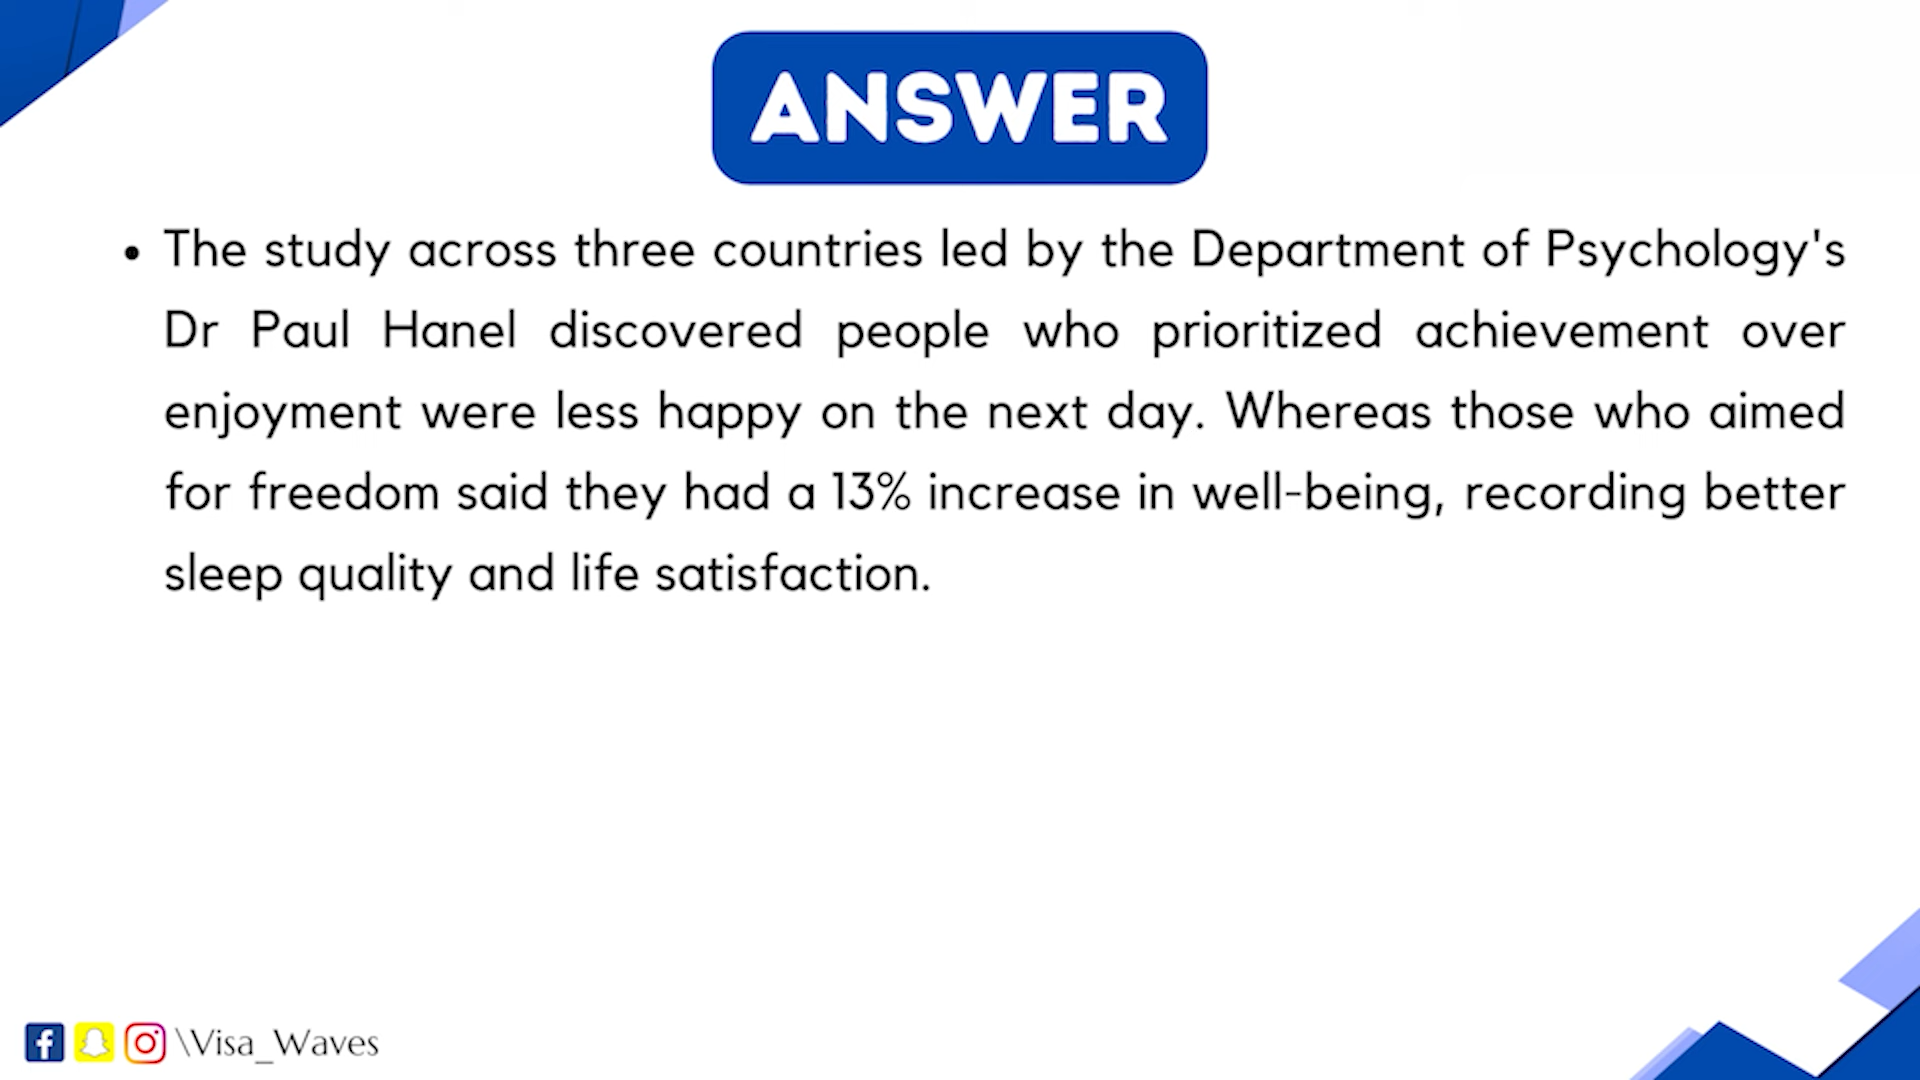 ANSWER
• The study across three countries led by the Department of Psychology's
Dr Paul Hanel discovered people who prioritized achievement over
enjoyment were less happy on the next day. Whereas those who aimed
for freedom said they had a 13% increase in well-being, recording better
sleep quality and life satisfaction.
\Visa_Waves